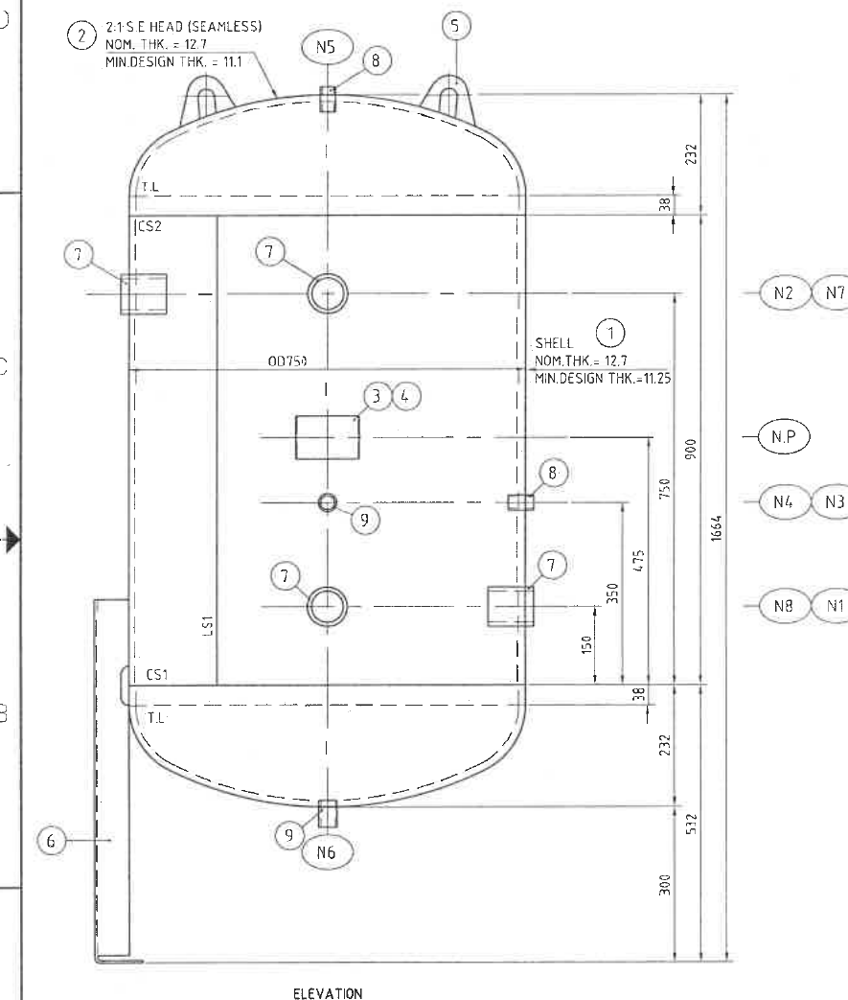 2
2:1 S.E HEAD (SEAMLESS)
NOM. THK. = 12.7
MIN.DESIGN THK. = 11.1
N5
8
5
232
T.L
38
CS2
7
7
N2
N7
OD750
SHELL
1
NOM.THK.= 12.7
MIN.DESIGN THK.=11.25
3
4
N.P
900
750
8
9
N4
N3
1664
475
350
7
7
N8
N1
LS1
150
CS1
38
T.L
232
6
9
N6
532
300
ELEVATION